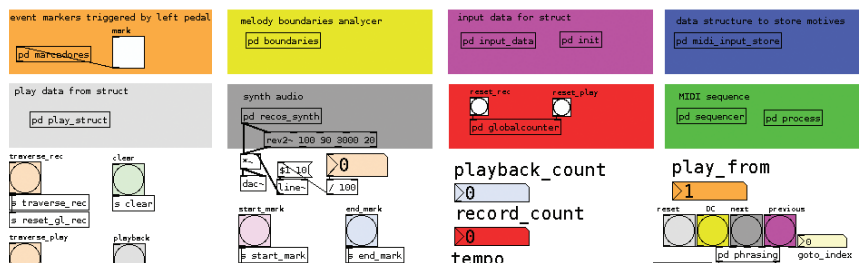 event markers triggered by left pedal
mark
pd marcadores
melody boundaries analyzer
pd boundaries
input data for struct
pd input_data
pd init
data structure to store motives
pd midi_input_store
play data from struct
pd play_struct
synth audio
pd recos_synth
rev2~ 100 90 3000 20
*~
$1 10
0
dac~
line~
/ 100
reset_rec
reset_play
pd globalcounter
MIDI sequence
pd sequencer
pd process
traverse_rec
s traverse_rec
s reset_gl_rec
clear
s clear
traverse_play
playback
start_mark
s start_mark
end_mark
s end_mark
playback_count
0
record_count
0
tempo
play_from
1
reset
DC
next
previous
0
pd phrasing
goto_index